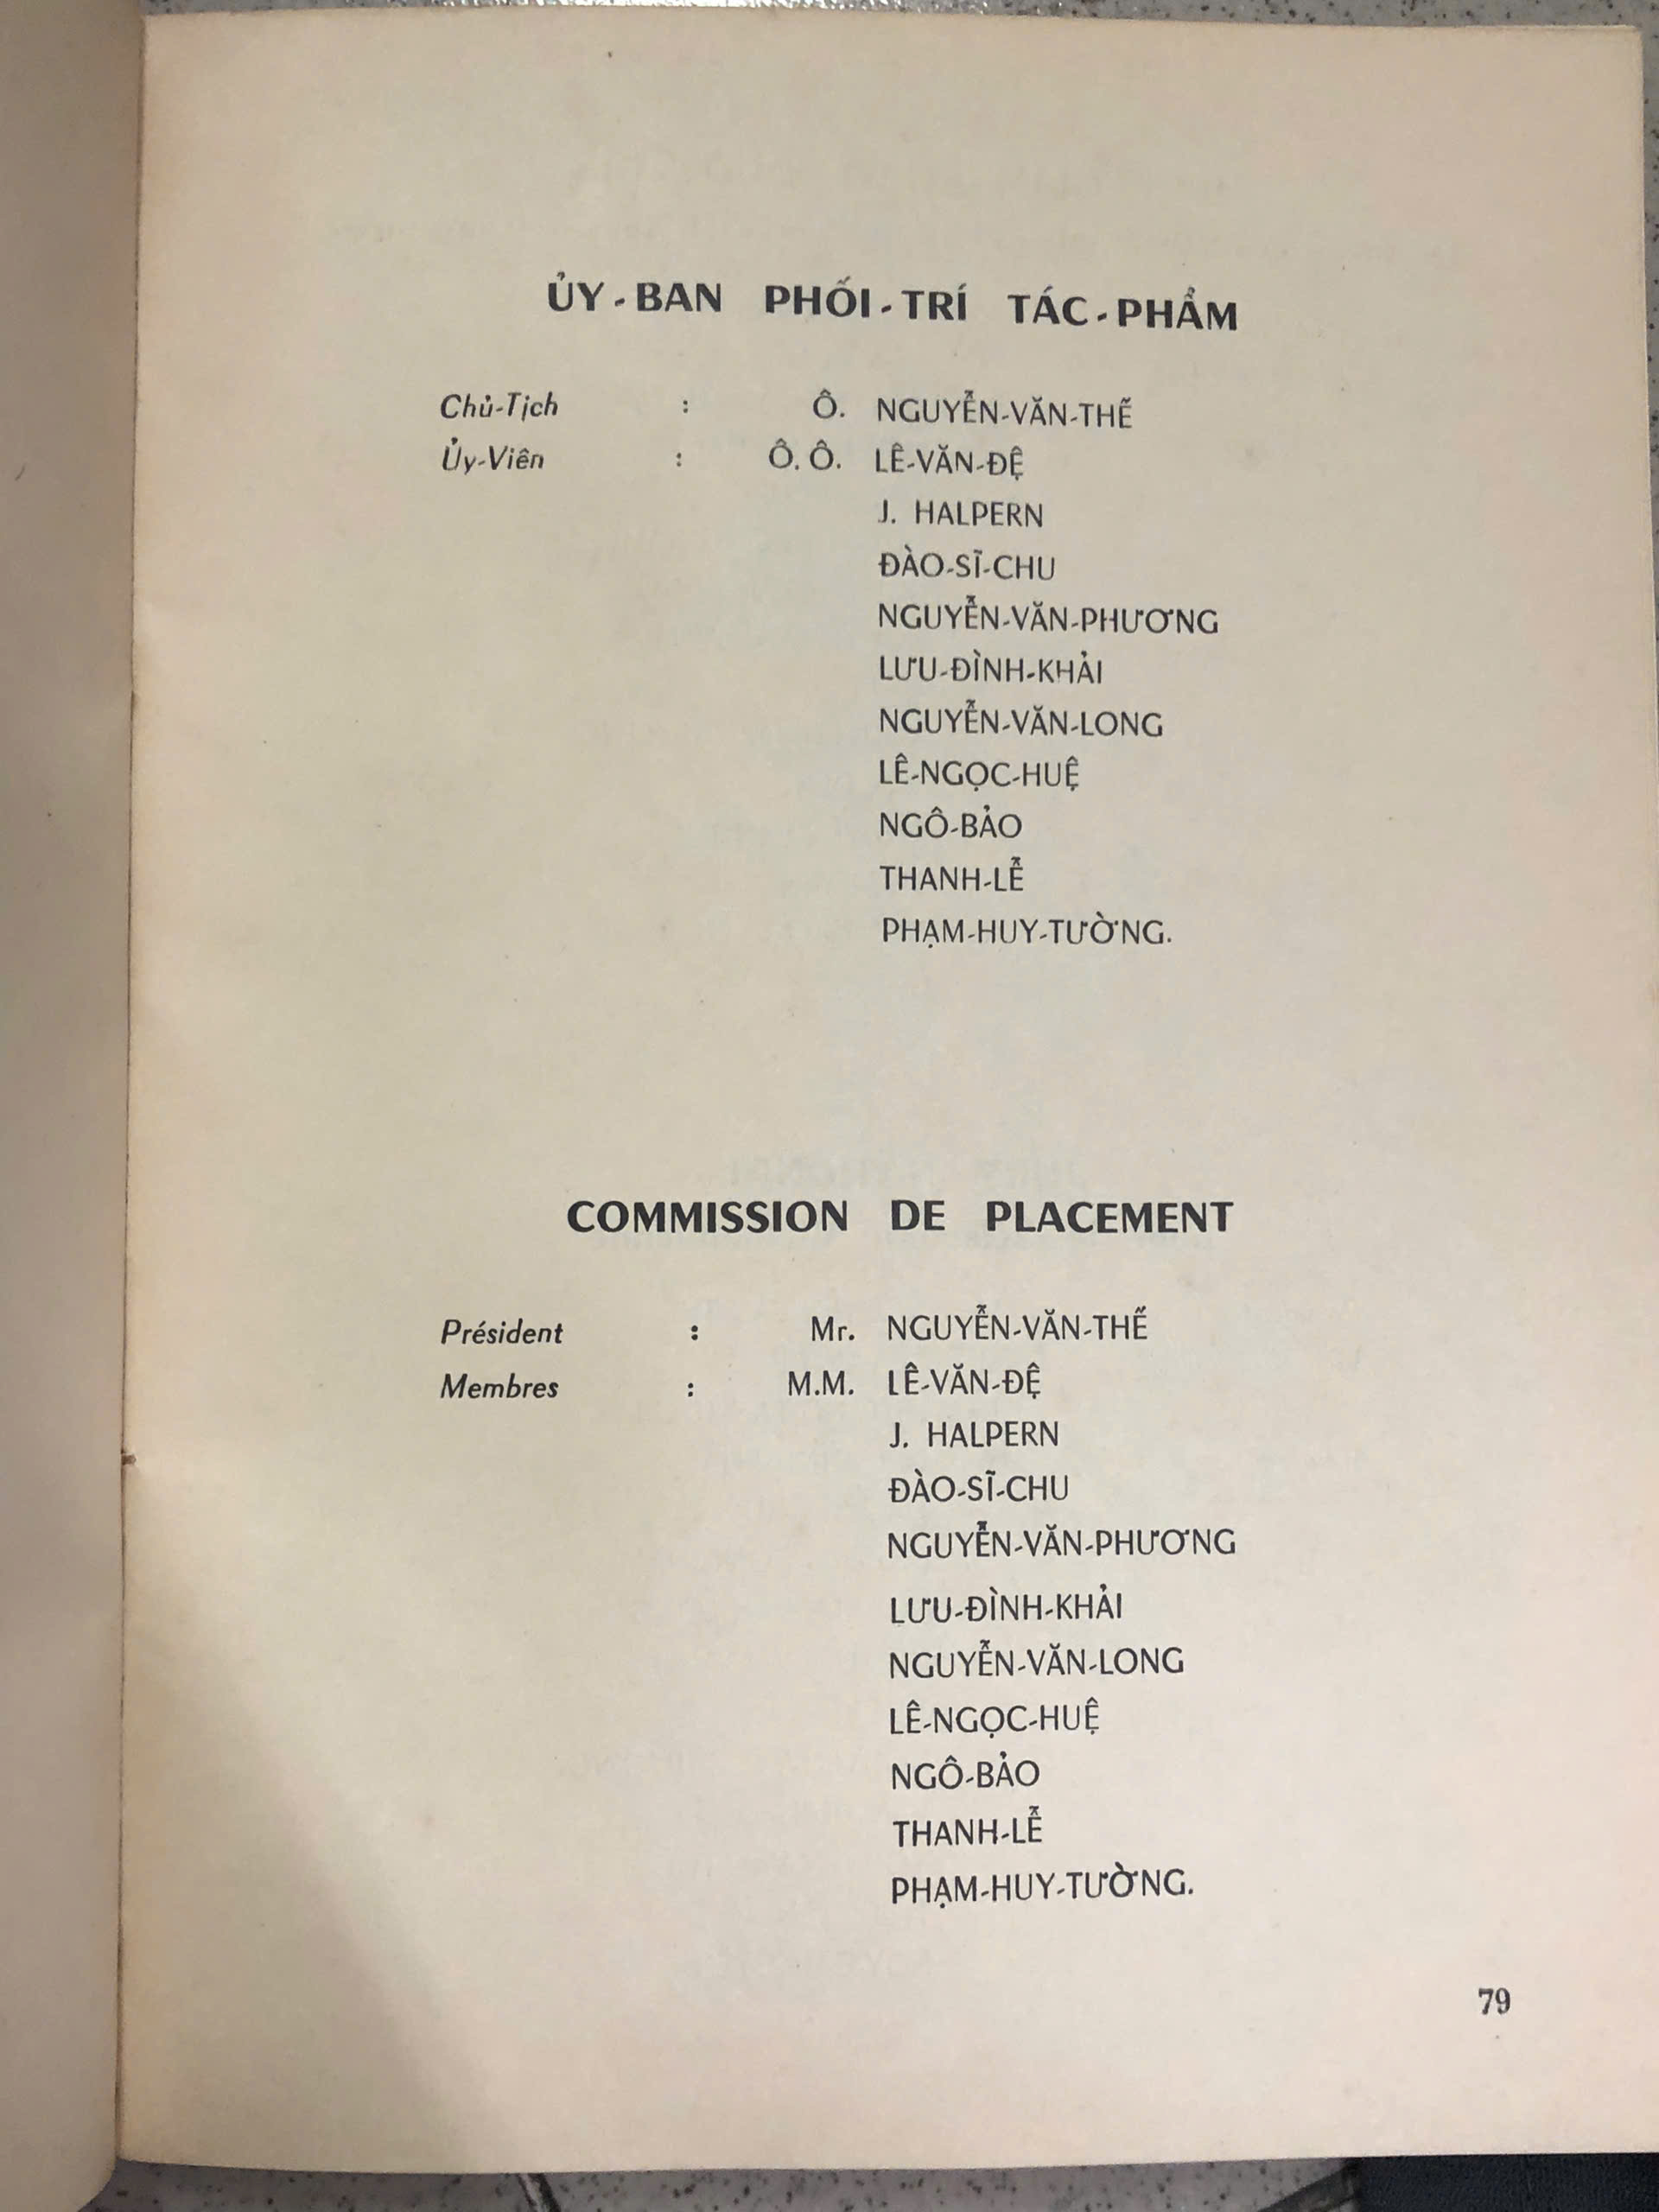 ỦY-BAN PHỐI-TRÍ TÁC-PHẨM
Chủ-Tịch : Ô. NGUYỄN-VĂN-THẾ
Ủy-Viên : Ô.Ô. LÊ-VĂN-ĐỆ
J. HALPERN
ĐÀO-SĨ-CHU
NGUYỄN-VĂN-PHƯƠNG
LƯU-ĐÌNH-KHẢI
NGUYỄN-VĂN-LONG
LÊ-NGỌC-HUỆ
NGÔ-BẢO
THANH-LỄ
PHẠM-HUY-TƯỜNG.
COMMISSION DE PLACEMENT
Président : Mr. NGUYỄN-VĂN-THẾ
Membres : M.M. LÊ-VĂN-ĐỆ
J. HALPERN
ĐÀO-SĨ-CHU
NGUYỄN-VĂN-PHƯƠNG
LƯU-ĐÌNH-KHẢI
NGUYỄN-VĂN-LONG
LÊ-NGỌC-HUỆ
NGÔ-BẢO
THANH-LỄ
PHẠM-HUY-TƯỜNG.
79